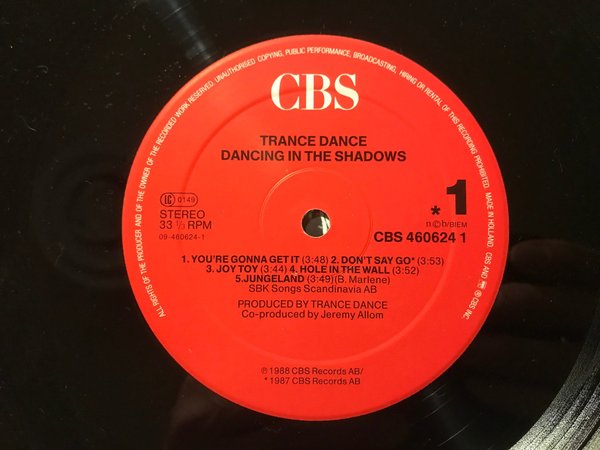 ALL RIGHTS OF THE PRODUCER AND OF THE OWNER OF THE RECORDED WORK RESERVED. UNAUTHORISED COPYING, PUBLIC PERFORMANCE, BROADCASTING, HIRING OR RENTAL OF THIS RECORDING PROHIBITED. MADE IN HOLLAND. CBS AND
CBS INC.
CBS
TRANCE DANCE
DANCING IN THE SHADOWS
LC 0149
STEREO
33 1/3 RPM
09-460624-1
* 1
n©b/BIEM
CBS 460624 1
1. YOU'RE GONNA GET IT (3:48) 2. DON'T SAY GO* (3:53)
3. JOY TOY (3:44) 4. HOLE IN THE WALL (3:52)
5. JUNGELAND (3:49) (B. Marlene)
SBK Songs Scandinavia AB
PRODUCED BY TRANCE DANCE
Co-produced by Jeremy Allom
℗ 1988 CBS Records AB/
* 1987 CBS Records AB